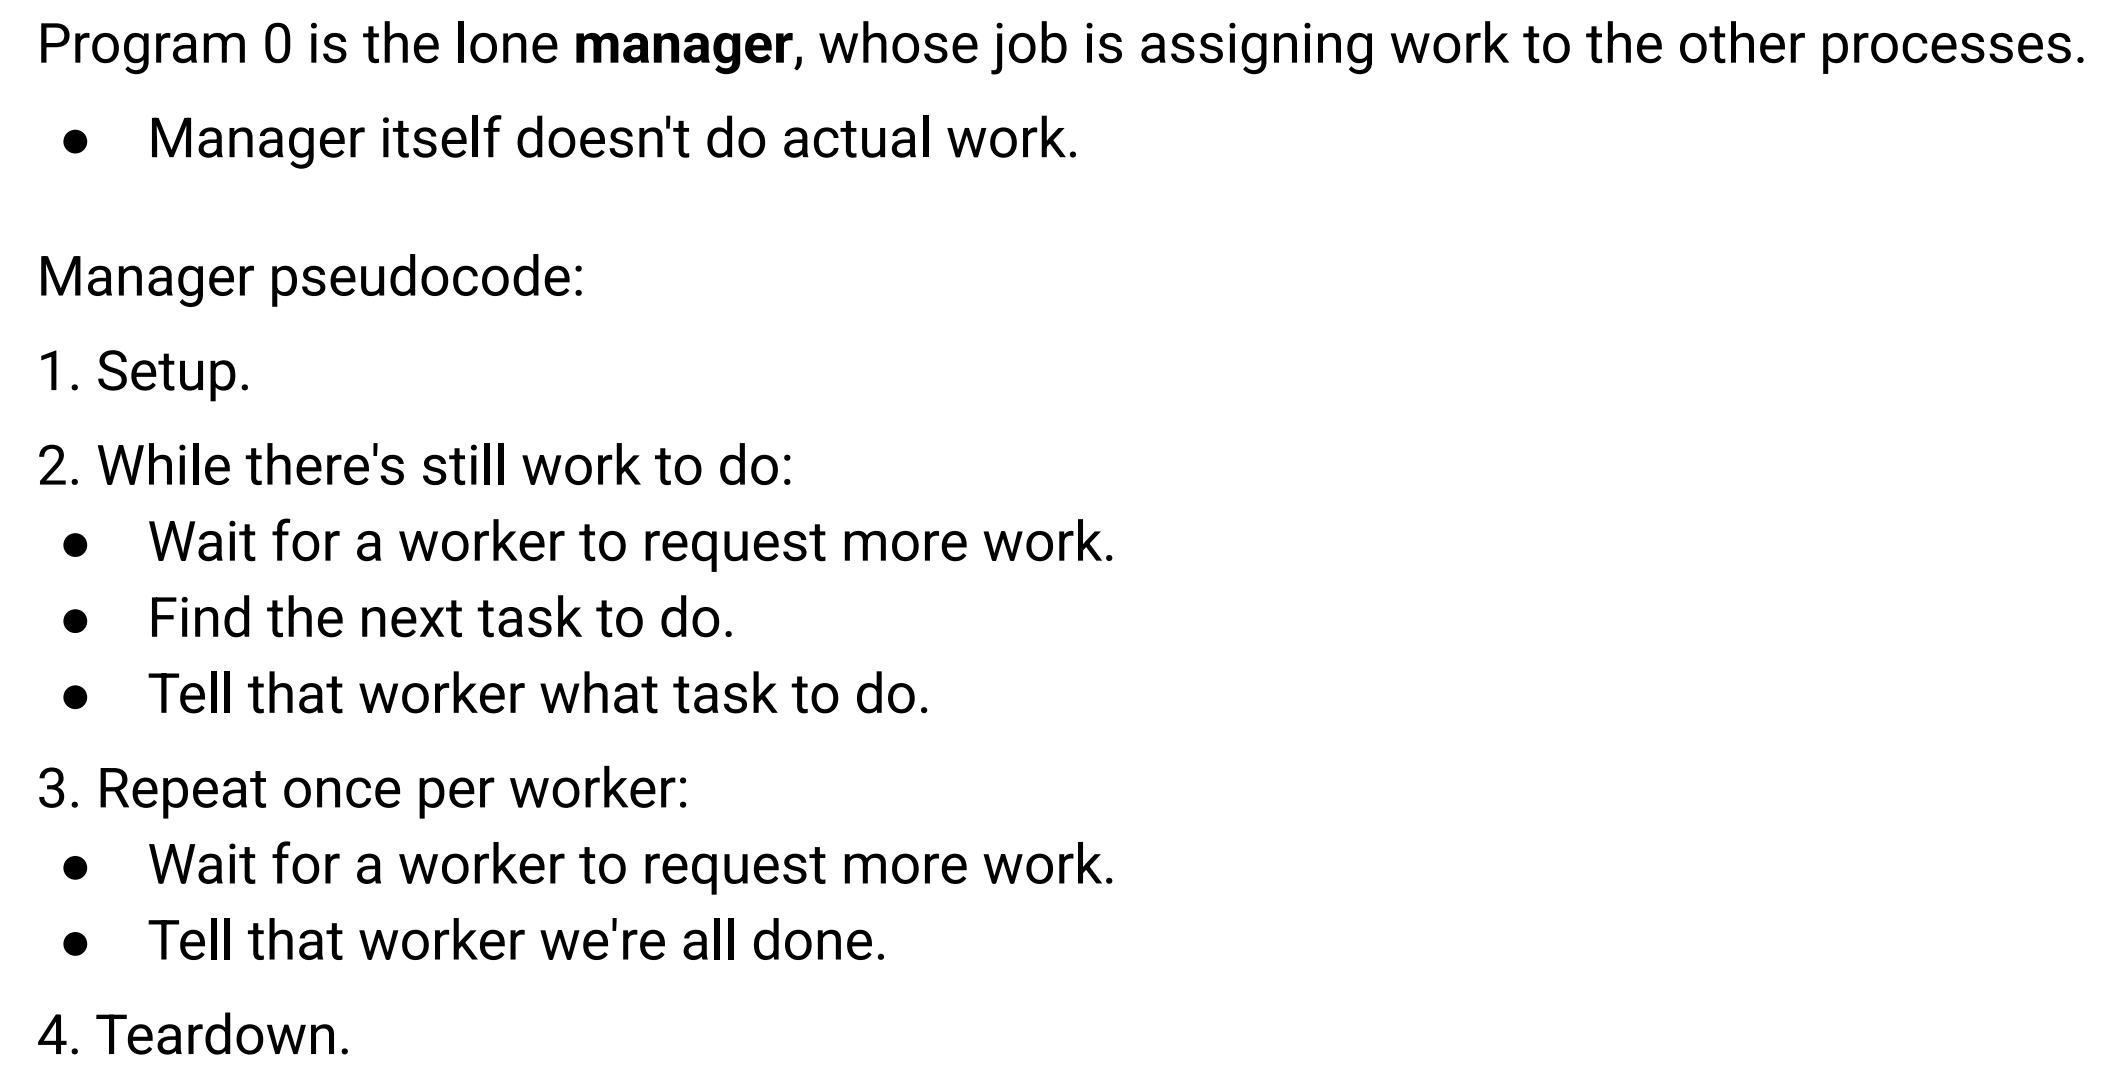 Program 0 is the lone manager, whose job is assigning work to the other processes.
● Manager itself doesn't do actual work.
Manager pseudocode:
1. Setup.
2. While there's still work to do:
● Wait for a worker to request more work.
● Find the next task to do.
● Tell that worker what task to do.
3. Repeat once per worker:
● Wait for a worker to request more work.
● Tell that worker we're all done.
4. Teardown.